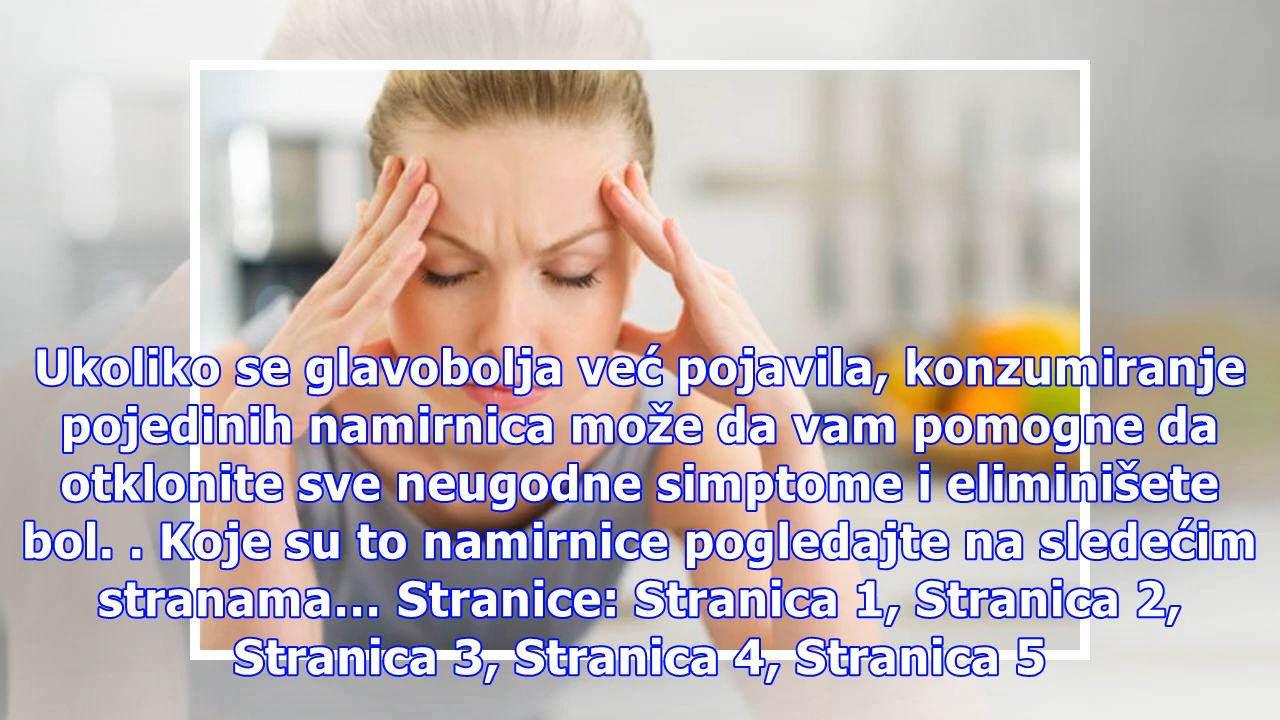 Ukoliko se glavobolja već pojavila, konzumiranje
pojedinih namirnica može da vam pomogne da
otklonite sve neugodne simptome i eliminišete
bol. . Koje su to namirnice pogledajte na sledećim
stranama... Stranice: Stranica 1, Stranica 2,
Stranica 3, Stranica 4, Stranica 5